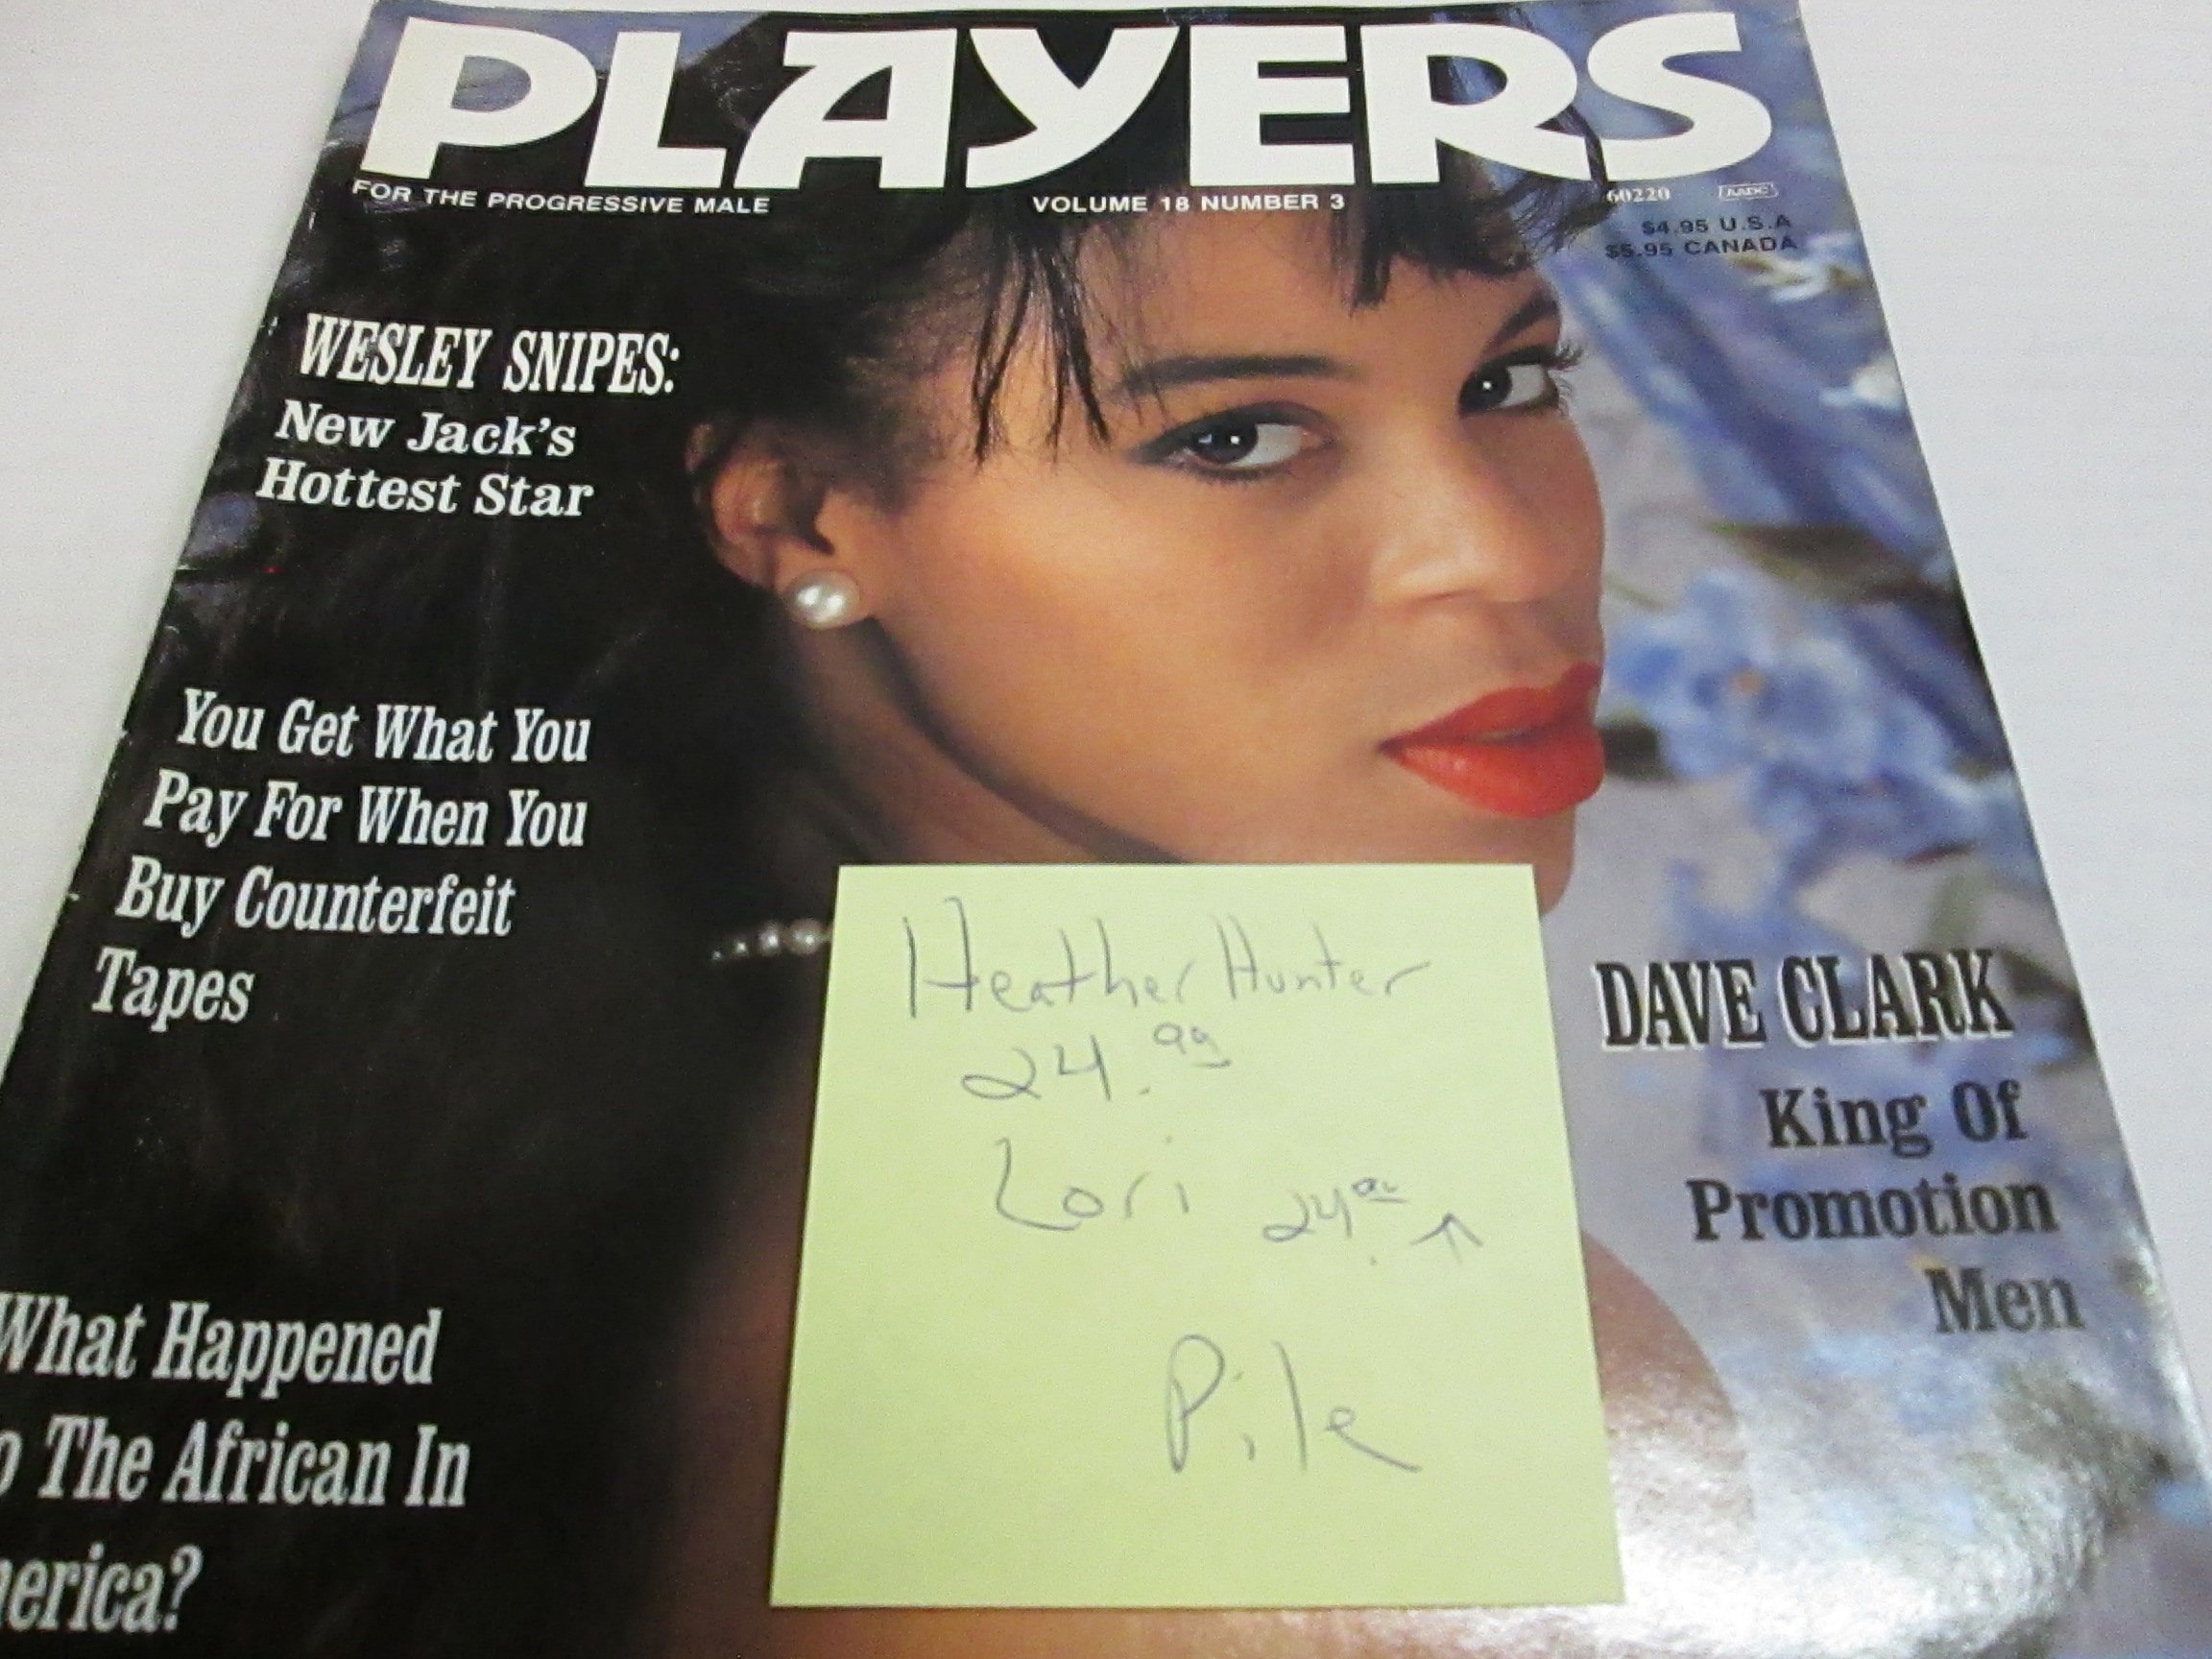 PLAYERS
FOR THE PROGRESSIVE MALE
VOLUME 18 NUMBER 3
60220
AADC
$4.95 U.S.A
$5.95 CANADA
WESLEY SNIPES:
New Jack's
Hottest Star
You Get What You
Pay For When You
Buy Counterfeit
Tapes
What Happened
o The African In
erica?
DAVE CLARK
King Of
Promotion
Men
Heather Hunter
24.99
Lori 24.99 ↑
Pile